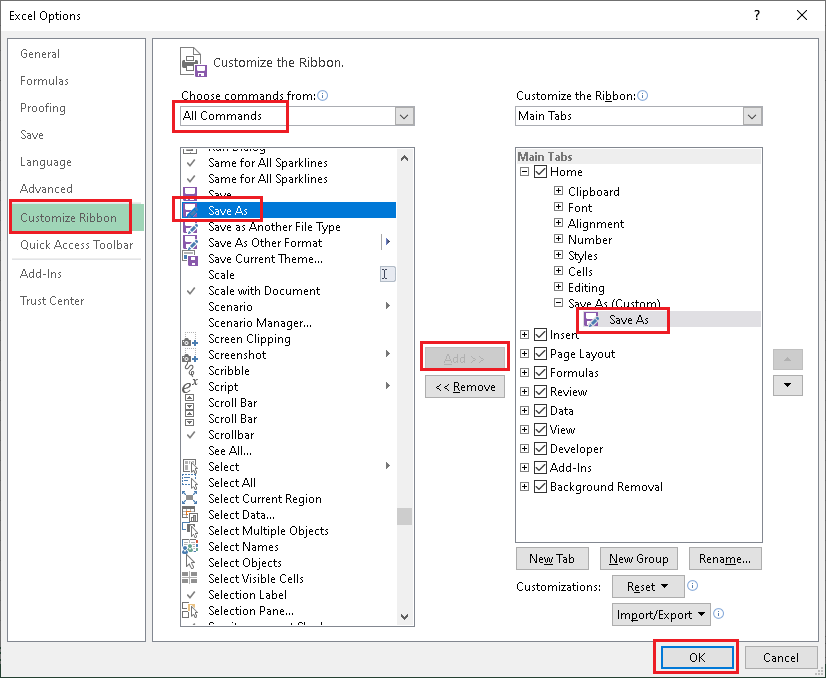 Excel Options
?
General
Formulas
Proofing
Save
Language
Advanced
Customize Ribbon
Quick Access Toolbar
Add-Ins
Trust Center
Customize the Ribbon.
Choose commands from:
All Commands
Run Dialog
Same for All Sparklines
Same for All Sparklines
Save
Save As
Save as Another File Type
Save As Other Format
Save Current Theme...
Scale
Scale with Document
Scenario
Scenario Manager...
Screen Clipping
Screenshot
Scribble
Script
Scroll Bar
Scroll Bar
Scrollbar
See All...
Select
Select All
Select Current Region
Select Data...
Select Multiple Objects
Select Names
Select Objects
Select Visible Cells
Selection Label
Selection Pane...
Add >>
<< Remove
Customize the Ribbon:
Main Tabs
Main Tabs
Home
Clipboard
Font
Alignment
Number
Styles
Cells
Editing
Save As (Custom)
Save As
Insert
Page Layout
Formulas
Review
Data
View
Developer
Add-Ins
Background Removal
New Tab New Group Rename...
Customizations: Reset
Import/Export
OK Cancel